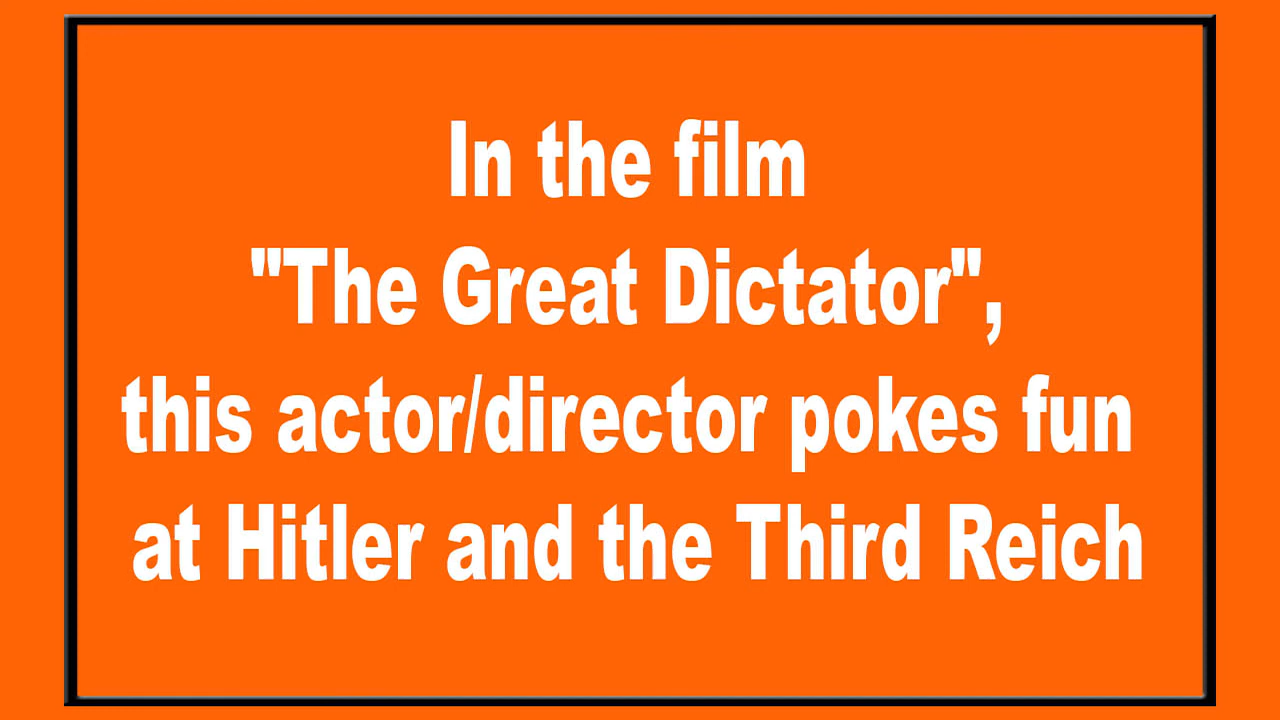 In the film
"The Great Dictator",
this actor/director pokes fun
at Hitler and the Third Reich